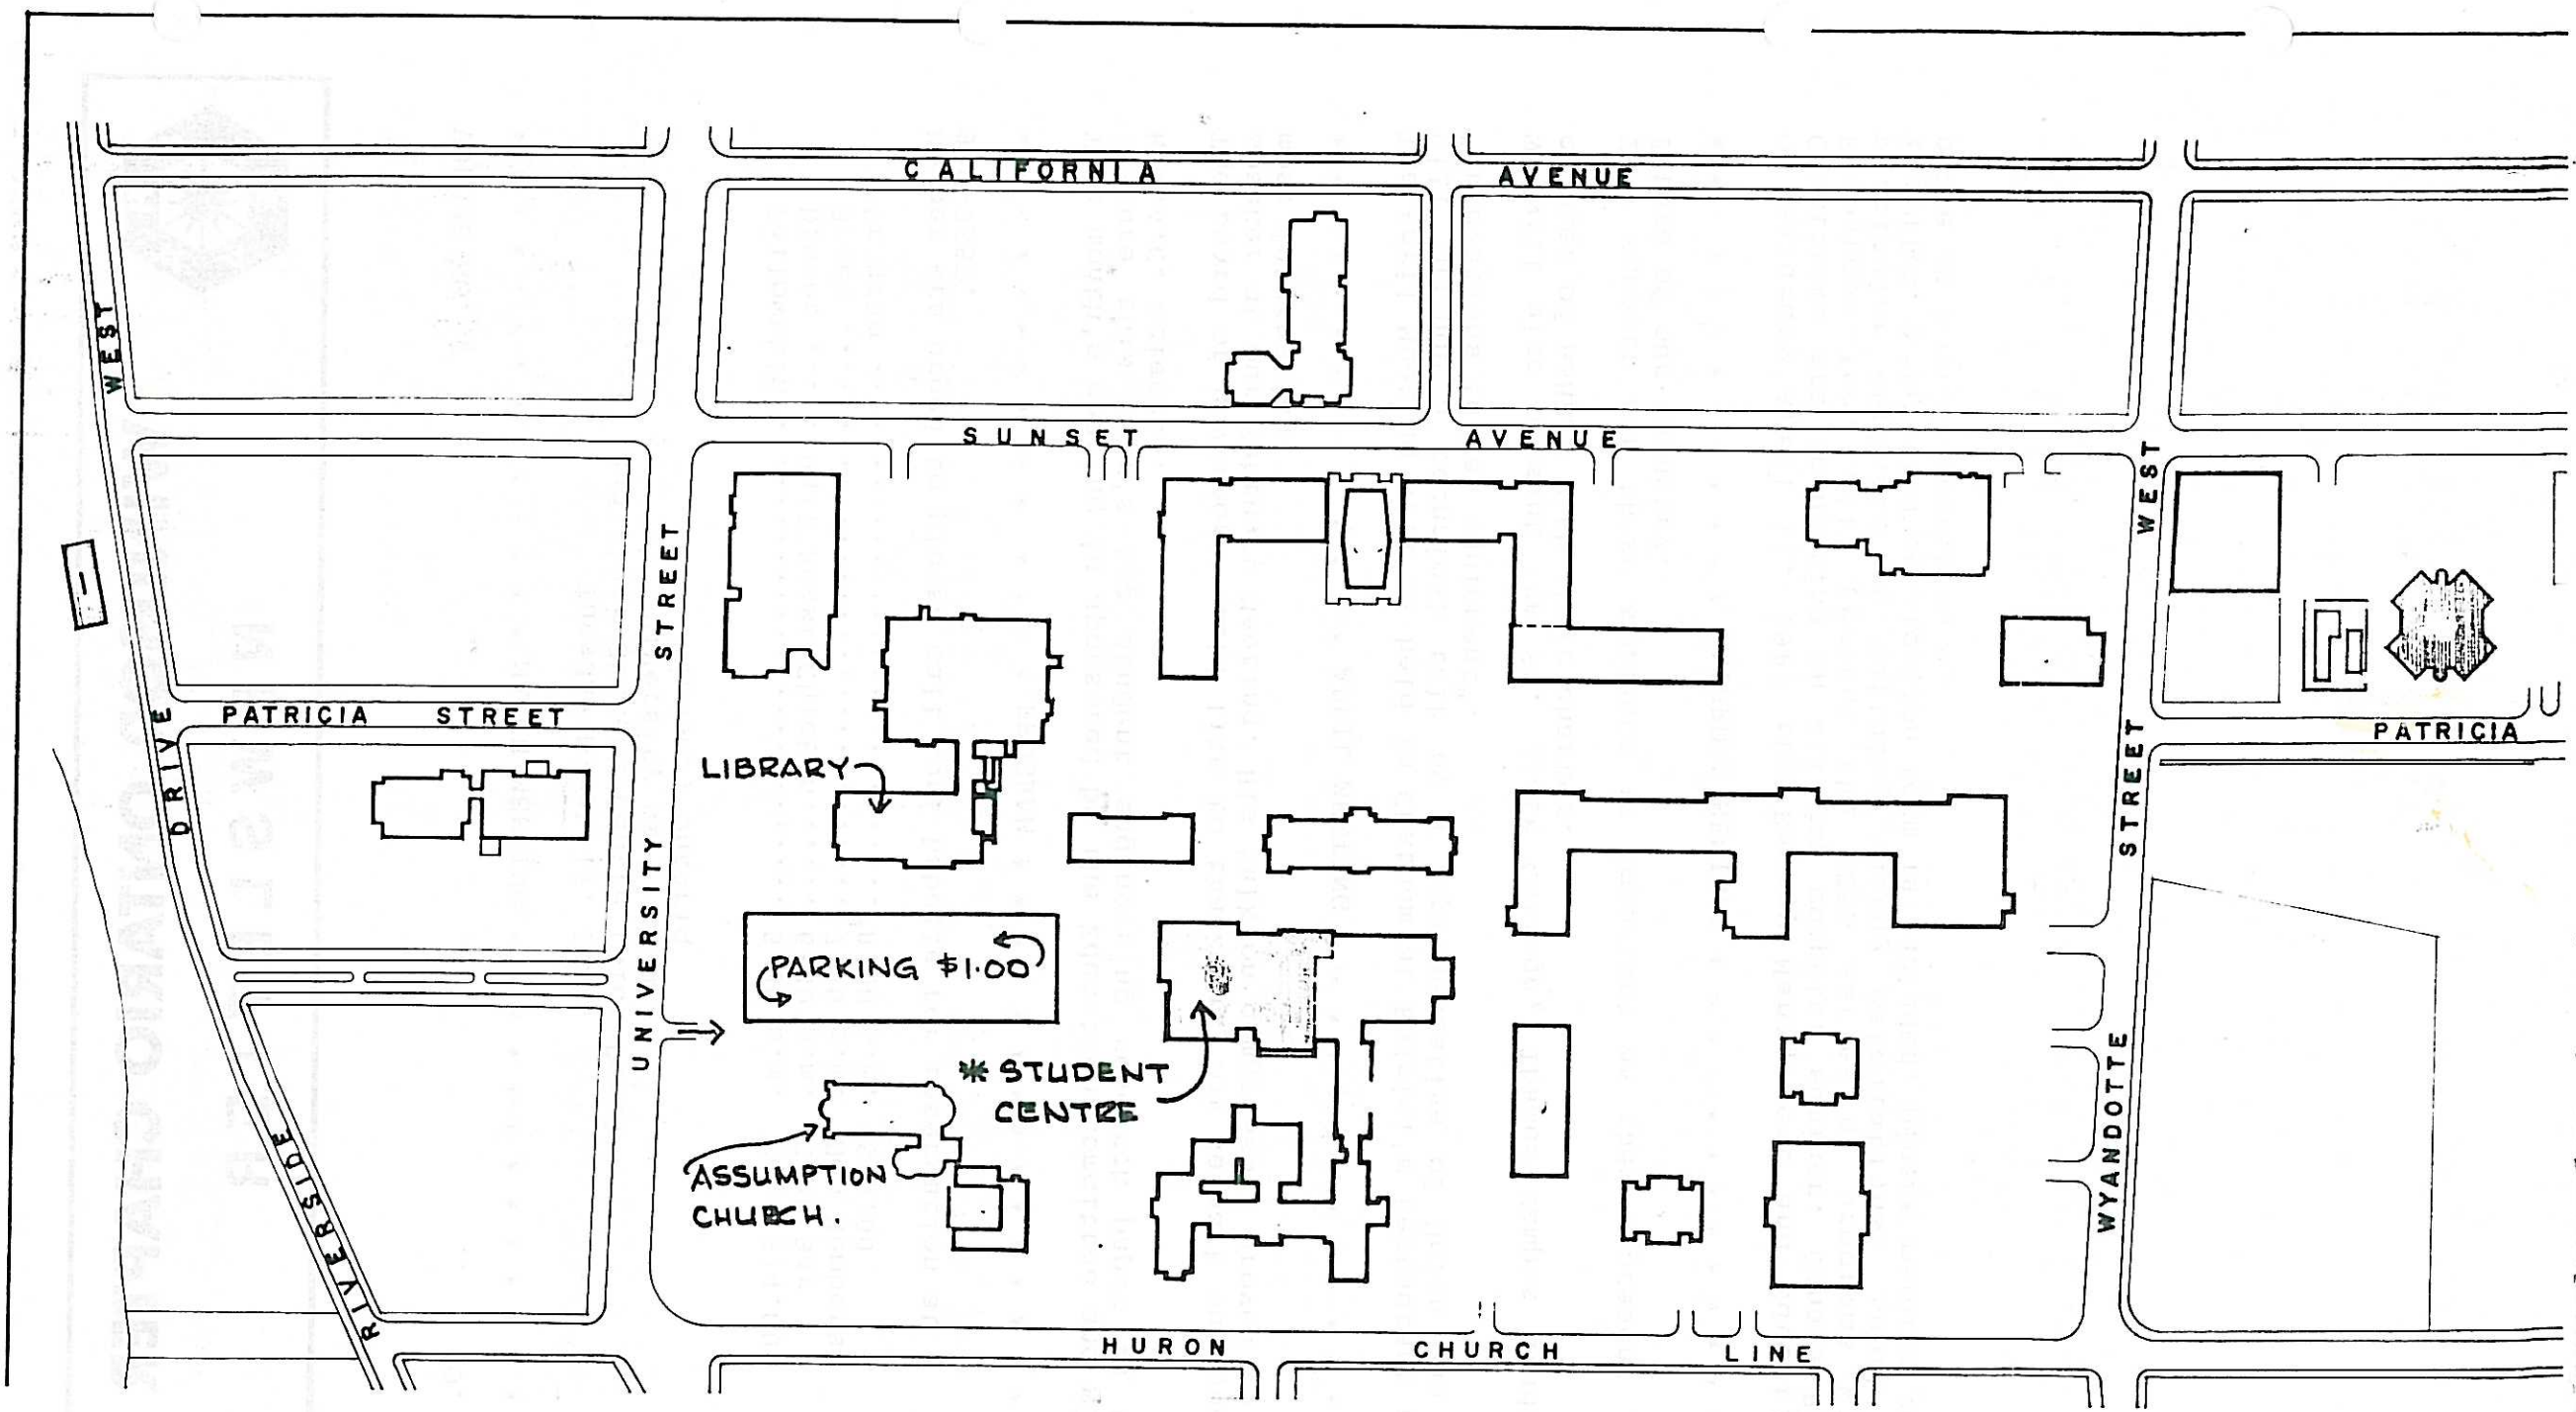 CALIFORNIA AVENUE
WEST
SUNSET AVENUE
WEST
STREET
PATRICIA STREET
PATRICIA
DRIVE
LIBRARY
STREET
UNIVERSITY
PARKING $1.00
* STUDENT
CENTRE
ASSUMPTION
CHURCH.
WYANDOTTE
RIVERSIDE
HURON CHURCH LINE